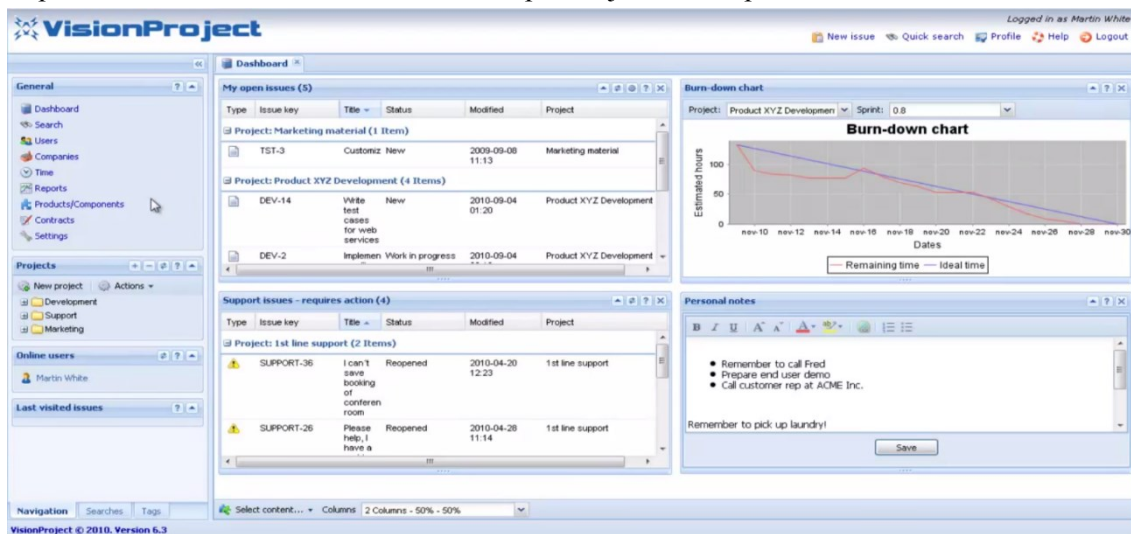 Logged in as Martin White
VisionProject
New issue Quick search Profile Help Logout
General
Dashboard
Search
Users
Companies
Time
Reports
Products/Components
Contracts
Settings
Projects
New project Actions
Development
Support
Marketing
Online users
Martin White
Last visited issues
Navigation Searches Tags
VisionProject © 2010. Version 6.3
Dashboard
My open issues (5)
Type Issue key Title Status Modified Project
Project: Marketing material (1 Item)
TST-3 Customiz New 2009-09-08 11:13 Marketing material
Project: Product XYZ Development (4 Items)
DEV-14 Write test cases for web services New 2010-09-04 01:20 Product XYZ Development
DEV-2 Implemen Work in progress 2010-09-04 Product XYZ Development
Support issues - requires action (4)
Type Issue key Title Status Modified Project
Project: 1st line support (2 Items)
SUPPORT-36 I can't save booking of conferen room Reopened 2010-04-20 12:23 1st line support
SUPPORT-26 Please help, I have a Reopened 2010-04-28 11:14 1st line support
Select content... Columns 2 Columns - 50% - 50%
Burn-down chart
Project: Product XYZ Developmen Sprint: 0.8
Burn-down chart
Estimated hours
100
50
0
nov-10 nov-12 nov-14 nov-16 nov-18 nov-20 nov-22 nov-24 nov-26 nov-28 nov-30
Dates
Remaining time Ideal time
Personal notes
B I U A A A
Remember to call Fred
Prepare end user demo
Call customer rep at ACME Inc.
Remember to pick up laundry!
Save